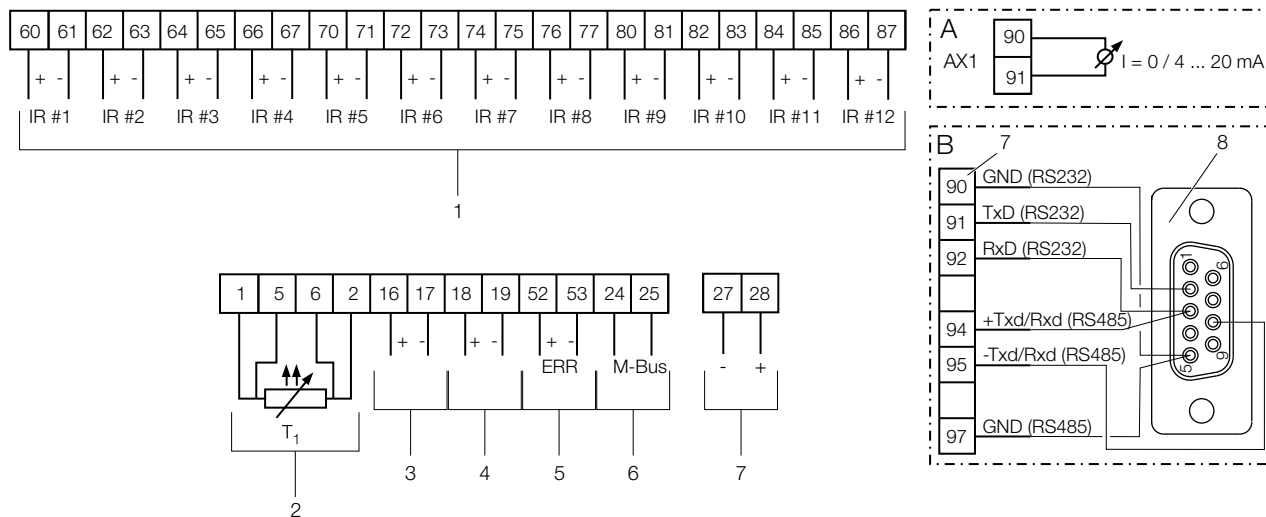 60 61 62 63 64 65 66 67 70 71 72 73 74 75 76 77 80 81 82 83 84 85 86 87
+ - + - + - + - + - + - + - + - + - + - + - + -
IR #1 IR #2 IR #3 IR #4 IR #5 IR #6 IR #7 IR #8 IR #9 IR #10 IR #11 IR #12
1
1 5 6 2 16 17 18 19 52 53 24 25 27 28
+ - + - + - - +
ERR M-Bus
T1
3 4 5 6 7
2
A
90
AX1 I = 0 / 4 ... 20 mA
91
B 7 8
90 GND (RS232)
91 TxD (RS232)
92 RxD (RS232)
94 +Txd/Rxd (RS485)
95 -Txd/Rxd (RS485)
97 GND (RS485)
1 6
5 9